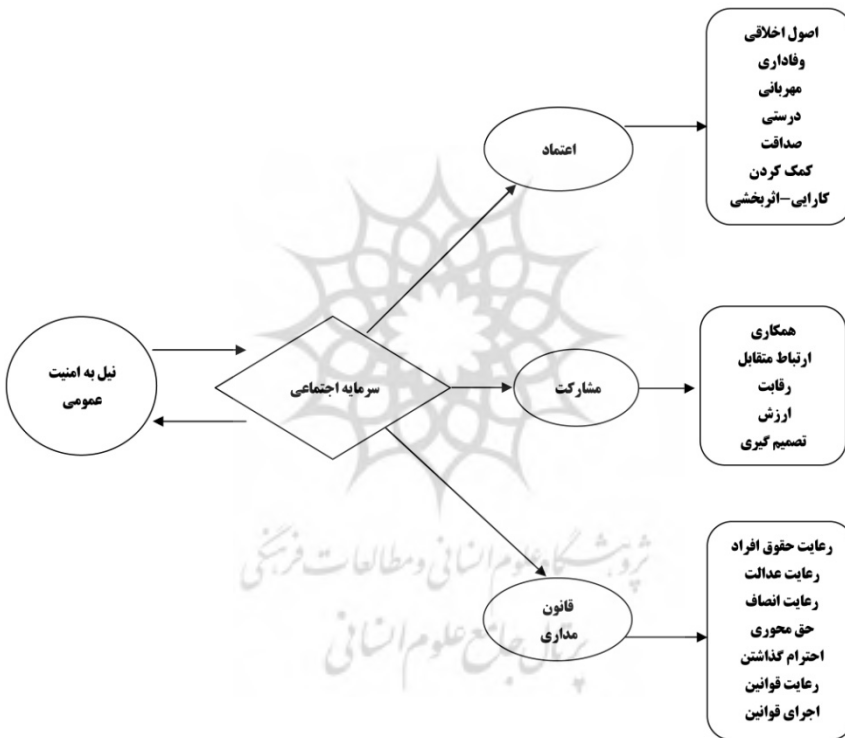 اصول اخلاقی
وفاداری
مهربانی
درستی
صداقت
کمک کردن
کارایی-اثربخشی
اعتماد
همکاری
ارتباط متقابل
رقابت
ارزش
تصمیم گیری
مشارکت
سرمایه اجتماعی
نیل به امنیت
عمومی
رعایت حقوق افراد
رعایت عدالت
رعایت انصاف
حق محوری
احترام گذاشتن
رعایت قوانین
اجرای قوانین
قانون
مداری
پژوهشگاه علوم انسانی و مطالعات فرهنگی
پرتال جامع علوم انسانی